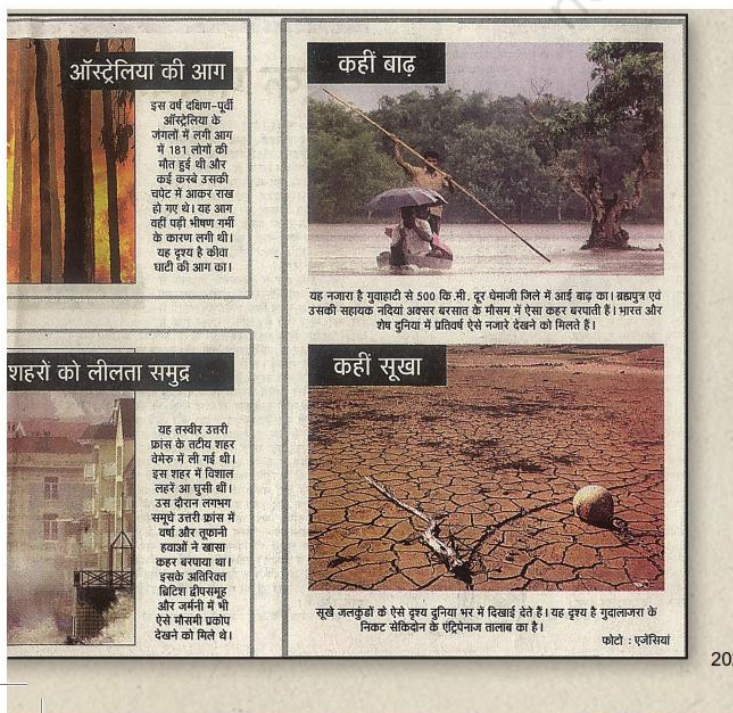 ऑस्ट्रेलिया की आग
इस वर्ष दक्षिण-पूर्वी
ऑस्ट्रेलिया के
जंगलों में लगी आग
में 181 लोगों की
मौत हुई थी और
कई कस्बे उसकी
चपेट में आकर राख
हो गए थे। यह आग
वहीं पड़ी भीषण गर्मी
के कारण लगी थी।
यह दृश्य है कीवा
घाटी की आग का।
शहरों को लीलता समुद्र
यह तस्वीर उत्तरी
फ्रांस के तटीय शहर
वेमेरु में ली गई थी।
इस शहर में विशाल
लहरें आ घुसी थीं।
उस दौरान लगभग
समूचे उत्तरी फ्रांस में
वर्षा और तूफानी
हवाओं ने खासा
कहर बरपाया था।
इसके अतिरिक्त
ब्रिटिश द्वीपसमूह
और जर्मनी में भी
ऐसे मौसमी प्रकोप
देखने को मिले थे।
कहीं बाढ़
यह नजारा है गुवाहाटी से 500 कि.मी. दूर धेमाजी जिले में आई बाढ़ का। ब्रह्मपुत्र एवं
उसकी सहायक नदियां अक्सर बरसात के मौसम में ऐसा कहर बरपाती हैं। भारत और
शेष दुनिया में प्रतिवर्ष ऐसे नजारे देखने को मिलते हैं।
कहीं सूखा
सूखे जलकुंडों के ऐसे दृश्य दुनिया भर में दिखाई देते हैं। यह दृश्य है गुदालाजरा के
निकट सेकिदोन के एंट्रिपेनाज तालाब का है।
फोटो : एजेंसियां